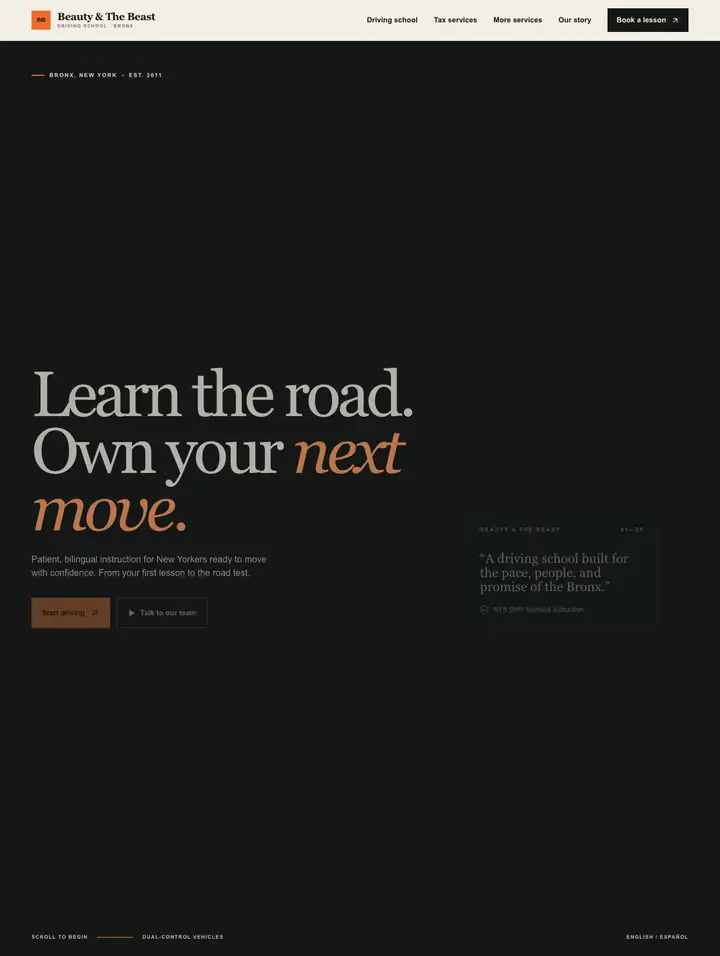 BB
Beauty & The Beast
DRIVING SCHOOL · BRONX
Driving school
Tax services
More services
Our story
Book a lesson
BRONX, NEW YORK • EST. 2011
Learn the road.
Own your next
move.
Patient, bilingual instruction for New Yorkers ready to move
with confidence. From your first lesson to the road test.
Start driving
Talk to our team
BEAUTY & THE BEAST
“A driving school built for
the pace, people, and
promise of the Bronx.”
NYS DMV licensed instruction
SCROLL TO BEGIN
DUAL-CONTROL VEHICLES
ENGLISH / ESPAÑOL